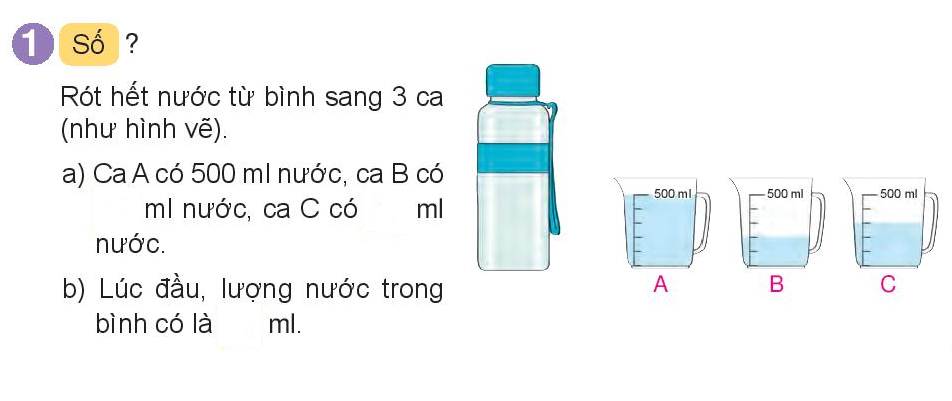 1 Số ?
Rót hết nước từ bình sang 3 ca
(như hình vẽ).
a) Ca A có 500 ml nước, ca B có
ml nước, ca C có ml
nước.
b) Lúc đầu, lượng nước trong
bình có là ml.
500 ml 500 ml 500 ml
A B C